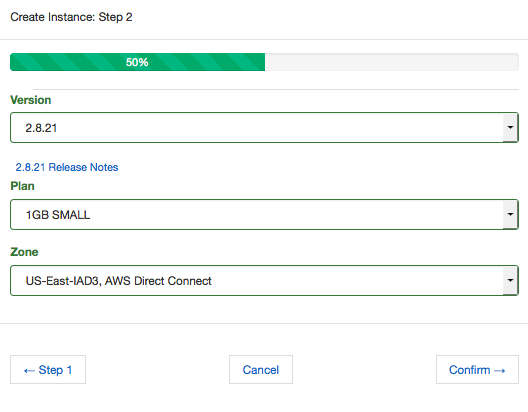 Create Instance: Step 2
50%
Version
2.8.21
2.8.21 Release Notes
Plan
1GB SMALL
Zone
US-East-IAD3, AWS Direct Connect
← Step 1
Cancel
Confirm →